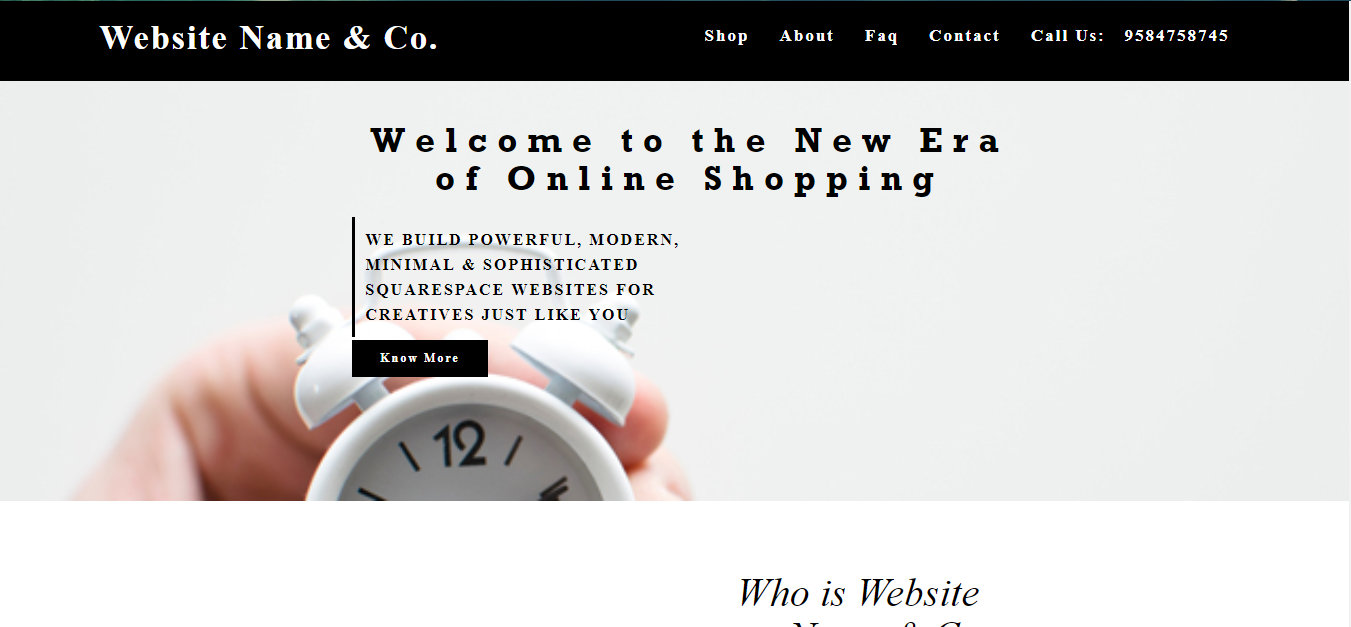 Website Name & Co.
Shop About Faq Contact Call Us: 9584758745
Welcome to the New Era
of Online Shopping
WE BUILD POWERFUL, MODERN,
MINIMAL & SOPHISTICATED
SQUARESPACE WEBSITES FOR
CREATIVES JUST LIKE YOU
Know More
12
Who is Website